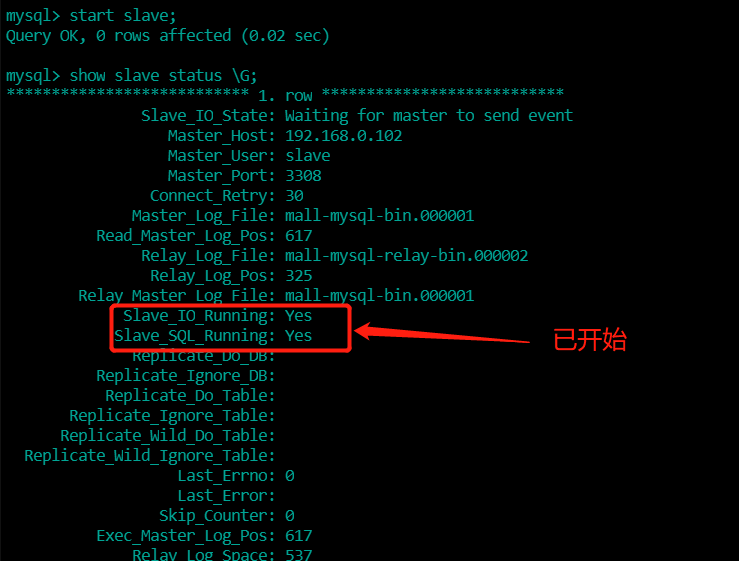 mysql> start slave;
Query OK, 0 rows affected (0.02 sec)
mysql> show slave status \G;
*************************** 1. row ***************************
Slave_IO_State: Waiting for master to send event
Master_Host: 192.168.0.102
Master_User: slave
Master_Port: 3308
Connect_Retry: 30
Master_Log_File: mall-mysql-bin.000001
Read_Master_Log_Pos: 617
Relay_Log_File: mall-mysql-relay-bin.000002
Relay_Log_Pos: 325
Relay_Master_Log_File: mall-mysql-bin.000001
Slave_IO_Running: Yes
Slave_SQL_Running: Yes
已开始
Replicate_Do_DB:
Replicate_Ignore_DB:
Replicate_Do_Table:
Replicate_Ignore_Table:
Replicate_Wild_Do_Table:
Replicate_Wild_Ignore_Table:
Last_Errno: 0
Last_Error:
Skip_Counter: 0
Exec_Master_Log_Pos: 617
Relay_Log_Space: 537